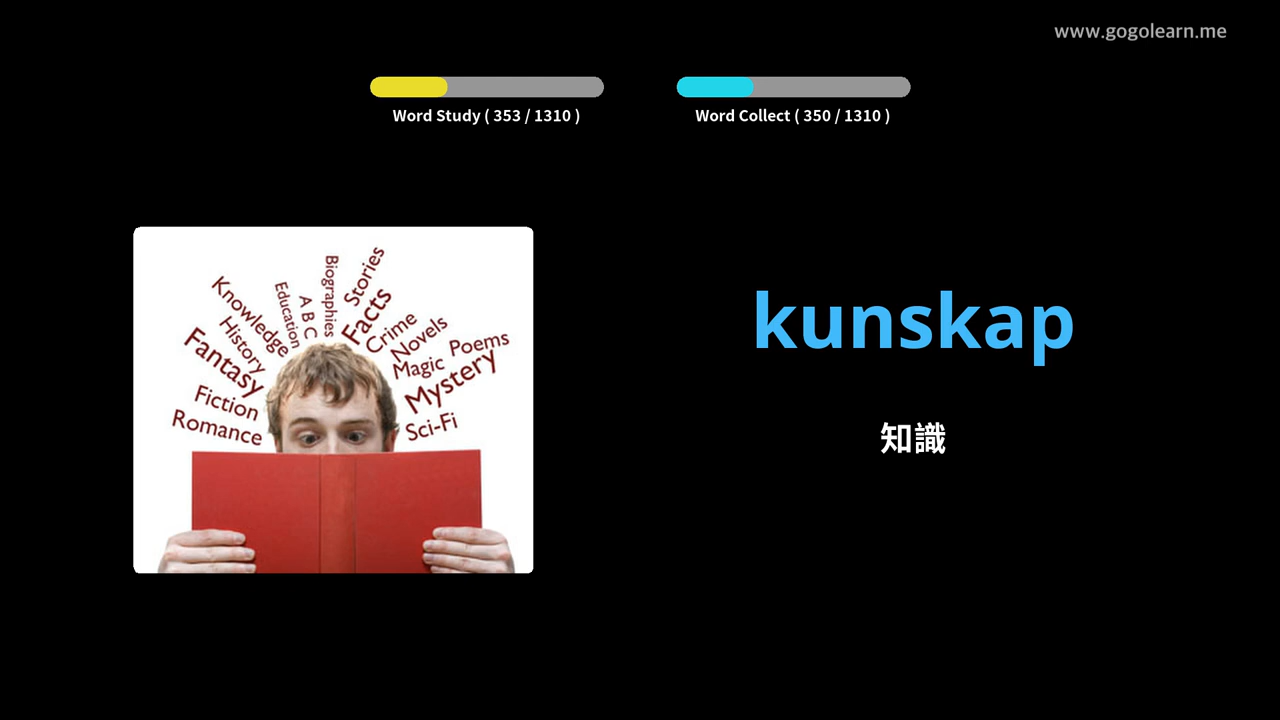 www.gogolearn.me
Word Study ( 353 / 1310 )
Word Collect ( 350 / 1310 )
Knowledge
Education
A B C
Biographies
Stories
Facts
Crime
Novels
Poems
Magic
Mystery
Sci-Fi
History
Fantasy
Fiction
Romance
kunskap
知識